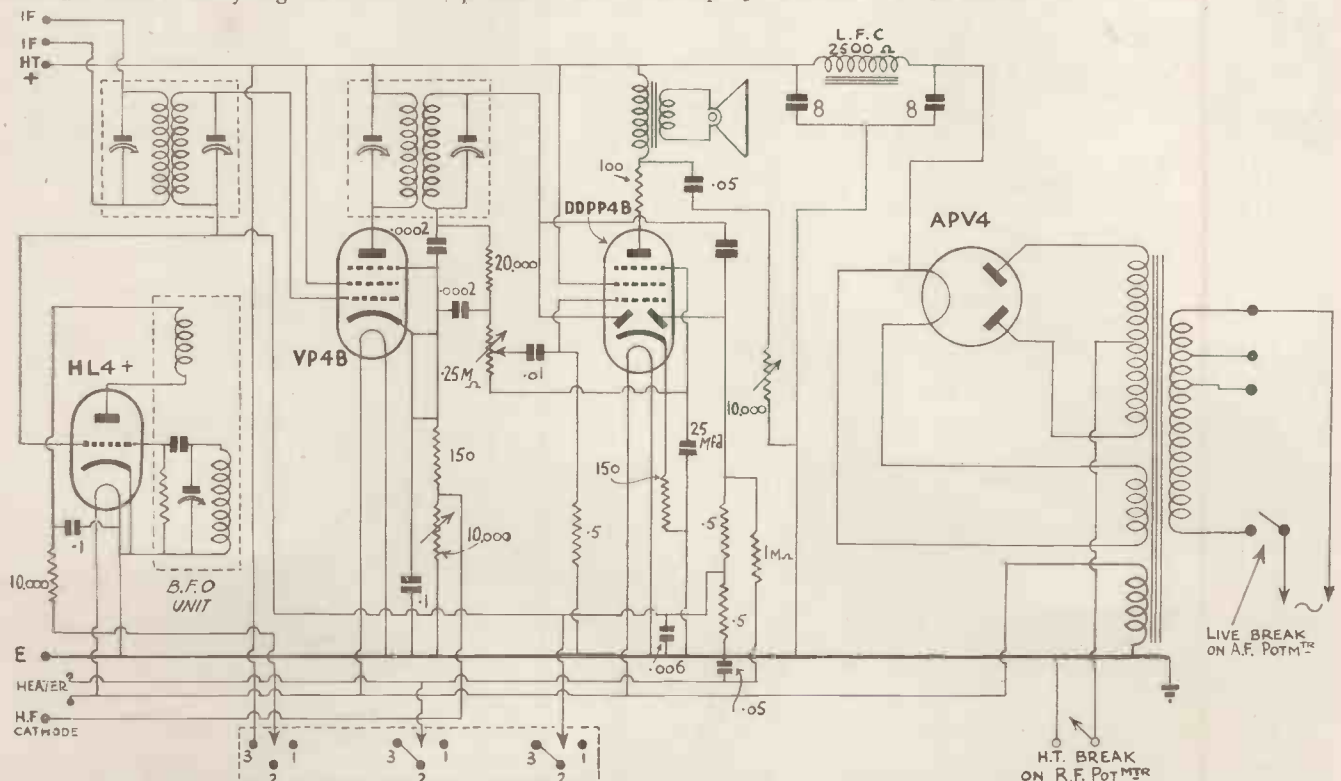 IF
IF
HT
+
L.F.C
2500 Ω
8
8
100
.05
DDPP4B
APV4
.0002
20,000
.0002
VP4B
HL4+
.25M
Ω
.01
10,000
25
Mfd
150
150
.5
.5
1MΩ
10,000
.1
10,000
B.F.O
UNIT
.1
.5
E
.006
.05
LIVE BREAK
ON A.F. POTMTR
HEATER
H.F
CATHODE
3
1
2
3
1
2
3
1
2
H.T. BREAK
ON R.F. POTMTR